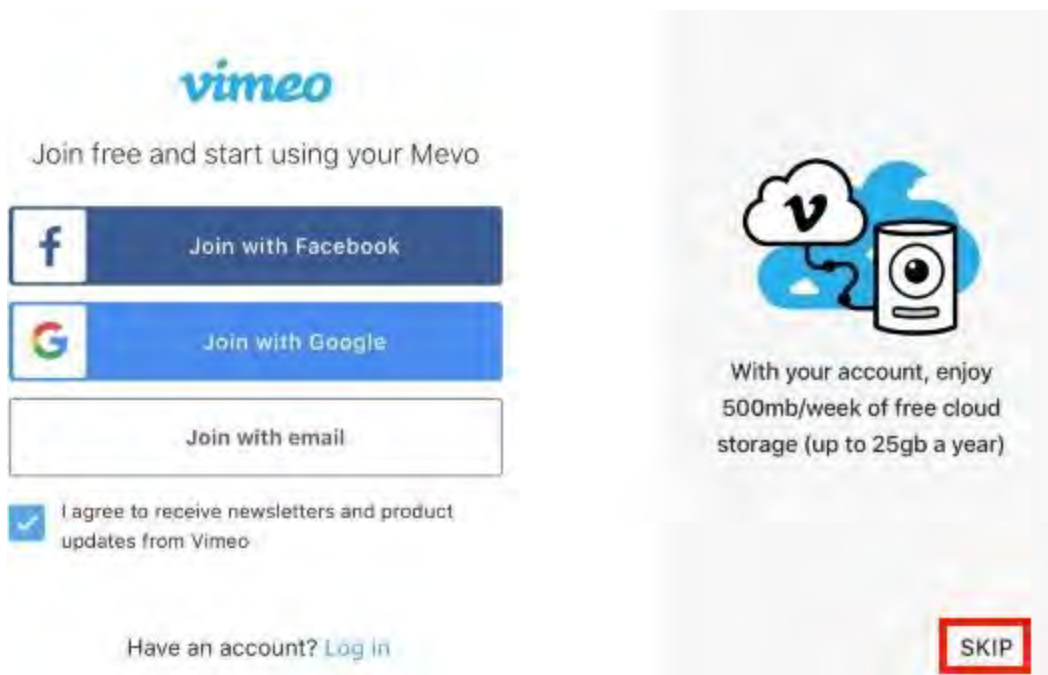 vimeo
Join free and start using your Mevo
f
Join with Facebook
G
Join with Google
Join with email
I agree to receive newsletters and product
updates from Vimeo
Have an account? Log in
v
With your account, enjoy
500mb/week of free cloud
storage (up to 25gb a year)
SKIP